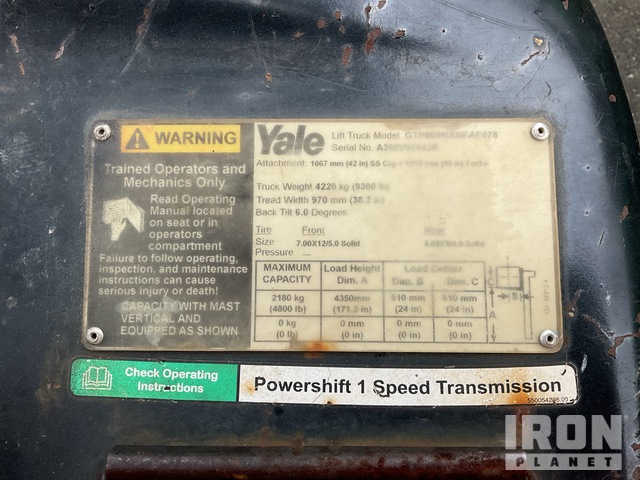 WARNING
Trained Operators and
Mechanics Only
Read Operating
Manual located
on seat or in
operators
compartment
Failure to follow operating,
inspection, and maintenance
instructions can cause
serious injury or death!
CAPACITY WITH MAST
VERTICAL AND
EQUIPPED AS SHOWN
Yale
Lift Truck Model
Serial No.
Attachment: 1067 mm (42 in) SB
Truck Weight 4220 kg
Tread Width 970 mm
Back Tilt 6.0 Degrees
Tire Front
Size 7.00X12/5.0 Solid
Pressure ...
MAXIMUM CAPACITY Load Height Dim. A Load Center Dim. B Dim. C
2180 kg 4350mm 610 mm 610 mm
(4800 lb) (24 in) (24 in)
0 kg 0 mm 0 mm 0 mm
(0 lb) (0 in) (0 in) (0 in)
B
A
Check Operating
Instructions
Powershift 1 Speed Transmission
IRON
PLANET